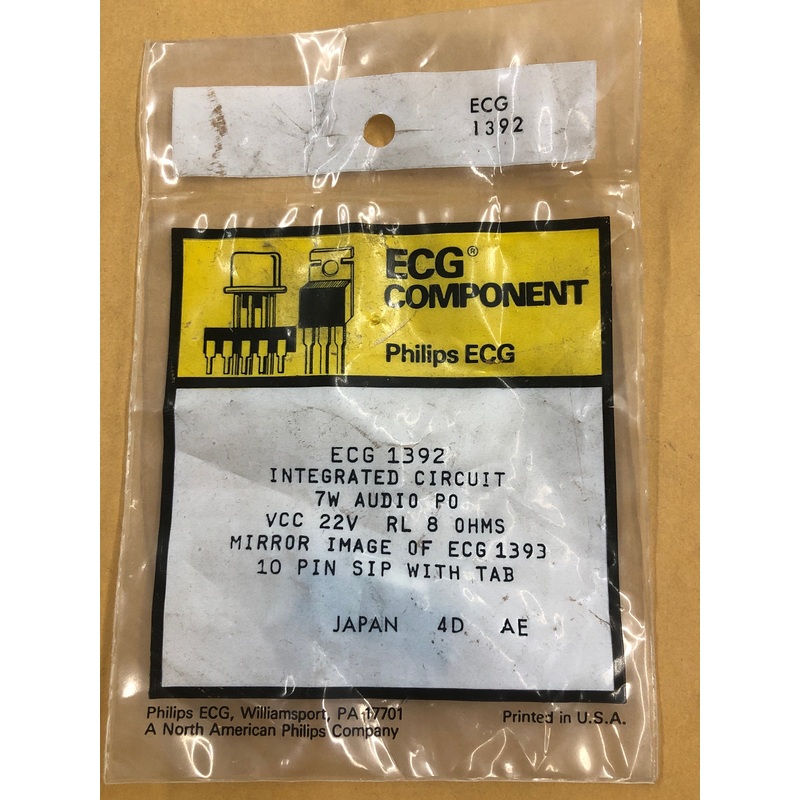 ECG
1392
ECG®
COMPONENT
Philips ECG
ECG 1392
INTEGRATED CIRCUIT
7W AUDIO PO
VCC 22V RL 8 OHMS
MIRROR IMAGE OF ECG 1393
10 PIN SIP WITH TAB
JAPAN 4D AE
Philips ECG, Williamsport, PA 17701
A North American Philips Company
Printed in U.S.A.